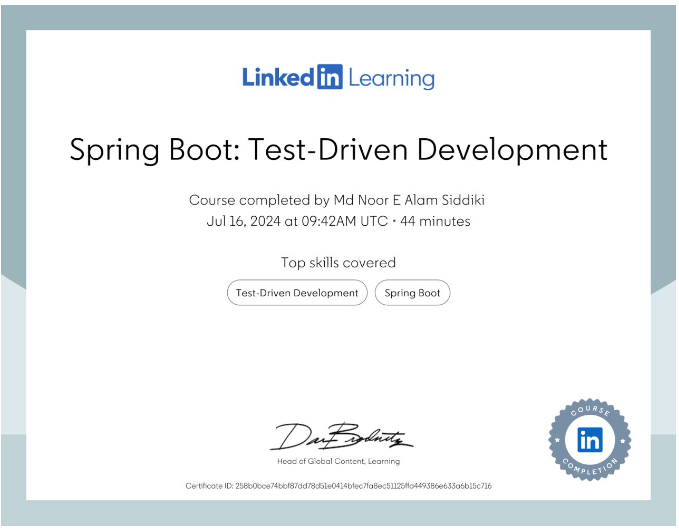 Linked in Learning
Spring Boot: Test-Driven Development
Course completed by Md Noor E Alam Siddiki
Jul 16, 2024 at 09:42AM UTC • 44 minutes
Top skills covered
Test-Driven Development Spring Boot
Head of Global Content, Learning
COURSE
in
COMPLETION
Certificate ID: 258b0bce74bbf87dd78d51e0414bfec7fa8ec51125ffa449386e633a6b15c716